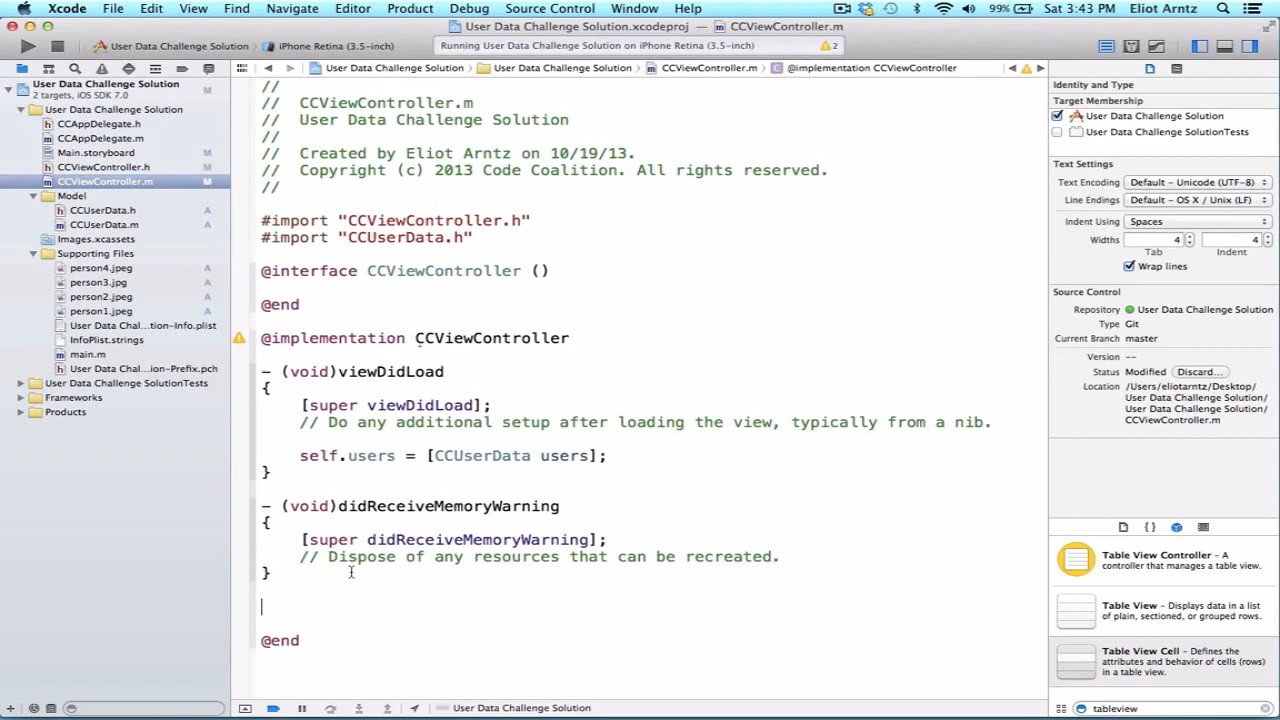 Xcode File Edit View Find Navigate Editor Product Debug Source Control Window Help 99% Sat 3:43 PM Eliot Arntz
User Data Challenge Solution.xcodeproj — CCViewController.m
User Data Challenge Solution iPhone Retina (3.5-inch) Running User Data Challenge Solution on iPhone Retina (3.5-inch) 2
User Data Challenge Solution User Data Challenge Solution CCViewController.m @implementation CCViewController
User Data Challenge Solution M
2 targets, iOS SDK 7.0
User Data Challenge Solution
CCAppDelegate.h
CCAppDelegate.m
Main.storyboard M
CCViewController.h M
CCViewController.m M
Model
CCUserData.h A
CCUserData.m A
Images.xcassets
Supporting Files
person4.jpeg A
person3.jpg A
person2.jpeg A
person1.jpeg A
User Data Chal...tion-Info.plist
InfoPlist.strings
main.m
User Data Chal...ion-Prefix.pch
User Data Challenge SolutionTests
Frameworks
Products
//
// CCViewController.m
// User Data Challenge Solution
//
// Created by Eliot Arntz on 10/19/13.
// Copyright (c) 2013 Code Coalition. All rights reserved.
//
#import "CCViewController.h"
#import "CCUserData.h"
@interface CCViewController ()
@end
@implementation CCViewController
- (void)viewDidLoad
{
[super viewDidLoad];
// Do any additional setup after loading the view, typically from a nib.
self.users = [CCUserData users];
}
- (void)didReceiveMemoryWarning
{
[super didReceiveMemoryWarning];
// Dispose of any resources that can be recreated.
}
@end
User Data Challenge Solution
Identity and Type
Target Membership
User Data Challenge Solution
User Data Challenge SolutionTests
Text Settings
Text Encoding Default - Unicode (UTF-8)
Line Endings Default - OS X / Unix (LF)
Indent Using Spaces
Widths 4 4
Tab Indent
Wrap lines
Source Control
Repository User Data Challenge Solution
Type Git
Current Branch master
Version --
Status Modified Discard...
Location /Users/eliotarntz/Desktop/
User Data Challenge Solution/
User Data Challenge Solution/
CCViewController.m
{ }
Table View Controller - A
controller that manages a table view.
Table View - Displays data in a list
of plain, sectioned, or grouped rows.
Table View Cell - Defines the
attributes and behavior of cells (rows)
in a table view.
tableview